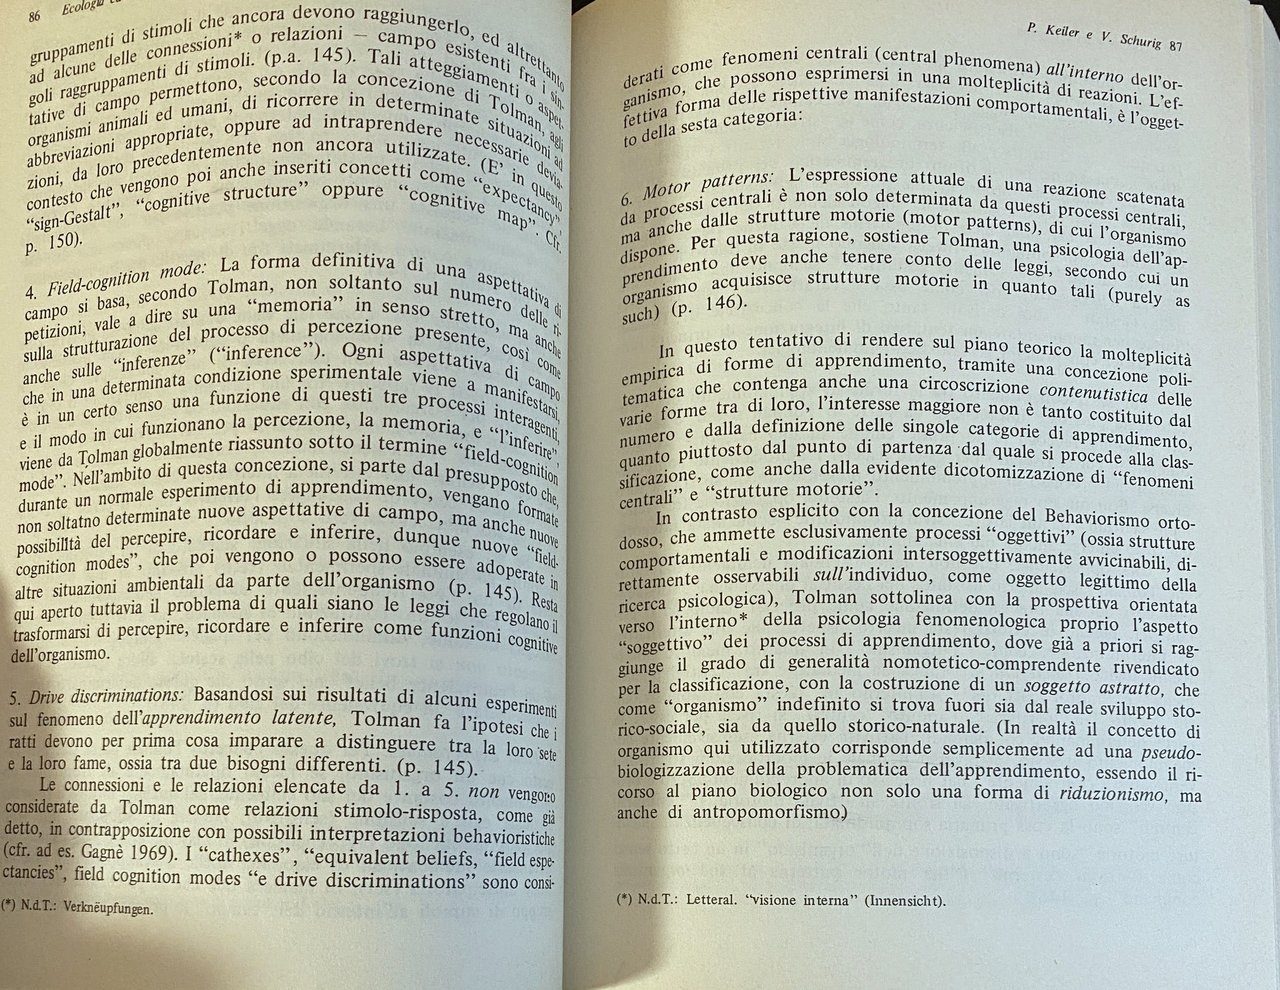 86
gruppamenti di stimoli che ancora devono raggiungerlo, ed altrettanto
ad alcune delle connessioni* o relazioni — campo esistenti fra i sin-
goli raggruppamenti di stimoli. (p.a. 145). Tali atteggiamenti o aspet-
tative di campo permettono, secondo la concezione di Tolman, agli
organismi animali ed umani, di ricorrere in determinate situazioni ad
abbreviazioni appropriate, oppure ad intraprendere necessarie devia-
zioni, da loro precedentemente non ancora utilizzate. (E' in questo
contesto che vengono poi anche inseriti concetti come “expectancy”,
“sign-Gestalt”, “cognitive structure” oppure “cognitive map”. Cfr.
p. 150).
4. Field-cognition mode: La forma definitiva di una aspettativa di
campo si basa, secondo Tolman, non soltanto sul numero delle ri-
petizioni, vale a dire su una “memoria” in senso stretto, ma anche
sulla strutturazione del processo di percezione presente, così come
anche sulle “inferenze” (“inference”). Ogni aspettativa di campo
che in una determinata condizione sperimentale viene a manifestarsi,
è in un certo senso una funzione di questi tre processi interagenti,
e il modo in cui funzionano la percezione, la memoria, e “l'inferire”,
viene da Tolman globalmente riassunto sotto il termine “field-cognition
mode”. Nell'ambito di questa concezione, si parte dal presupposto che,
durante un normale esperimento di apprendimento, vengano formate
non soltatno determinate nuove aspettative di campo, ma anche nuove
possibilità del percepire, ricordare e inferire, dunque nuove “field-
cognition modes”, che poi vengono o possono essere adoperate in
altre situazioni ambientali da parte dell'organismo (p. 145). Resta
qui aperto tuttavia il problema di quali siano le leggi che regolano il
trasformarsi di percepire, ricordare e inferire come funzioni cognitive
dell'organismo.
5. Drive discriminations: Basandosi sui risultati di alcuni esperimenti
sul fenomeno dell'apprendimento latente, Tolman fa l'ipotesi che i
ratti devono per prima cosa imparare a distinguere tra la loro sete
e la loro fame, ossia tra due bisogni differenti. (p. 145).
Le connessioni e le relazioni elencate da 1. a 5. non vengono
considerate da Tolman come relazioni stimolo-risposta, come già
detto, in contrapposizione con possibili interpretazioni behavioristiche
(cfr. ad es. Gagnè 1969). I “cathexes”, “equivalent beliefs, “field espe-
ctancies”, field cognition modes “e drive discriminations” sono consi-
(*) N.d.T.: Verknëupfungen.
P. Keiler e V. Schurig 87
derati come fenomeni centrali (central phenomena) all'interno dell'or-
ganismo, che possono esprimersi in una molteplicità di reazioni. L'ef-
fettiva forma delle rispettive manifestazioni comportamentali, è l'ogget-
to della sesta categoria:
6. Motor patterns: L'espressione attuale di una reazione scatenata
da processi centrali è non solo determinata da questi processi centrali,
ma anche dalle strutture motorie (motor patterns), di cui l'organismo
dispone. Per questa ragione, sostiene Tolman, una psicologia dell'ap-
prendimento deve anche tenere conto delle leggi, secondo cui un
organismo acquisisce strutture motorie in quanto tali (purely as
such) (p. 146).
In questo tentativo di rendere sul piano teorico la molteplicità
empirica di forme di apprendimento, tramite una concezione poli-
tematica che contenga anche una circoscrizione contenutistica delle
varie forme tra di loro, l'interesse maggiore non è tanto costituito dal
numero e dalla definizione delle singole categorie di apprendimento,
quanto piuttosto dal punto di partenza dal quale si procede alla clas-
sificazione, come anche dalla evidente dicotomizzazione di “fenomeni
centrali” e “strutture motorie”.
In contrasto esplicito con la concezione del Behaviorismo orto-
dosso, che ammette esclusivamente processi “oggettivi” (ossia strutture
comportamentali e modificazioni intersoggettivamente avvicinabili, di-
rettamente osservabili sull'individuo, come oggetto legittimo della
ricerca psicologica), Tolman sottolinea con la prospettiva orientata
verso l'interno* della psicologia fenomenologica proprio l'aspetto
“soggettivo” dei processi di apprendimento, dove già a priori si rag-
giunge il grado di generalità nomotetico-comprendente rivendicato
per la classificazione, con la costruzione di un soggetto astratto, che
come “organismo” indefinito si trova fuori sia dal reale sviluppo sto-
rico-sociale, sia da quello storico-naturale. (In realtà il concetto di
organismo qui utilizzato corrisponde semplicemente ad una pseudo-
biologizzazione della problematica dell'apprendimento, essendo il ri-
corso al piano biologico non solo una forma di riduzionismo, ma
anche di antropomorfismo)
(*) N.d.T.: Letteral. “visione interna” (Innensicht).